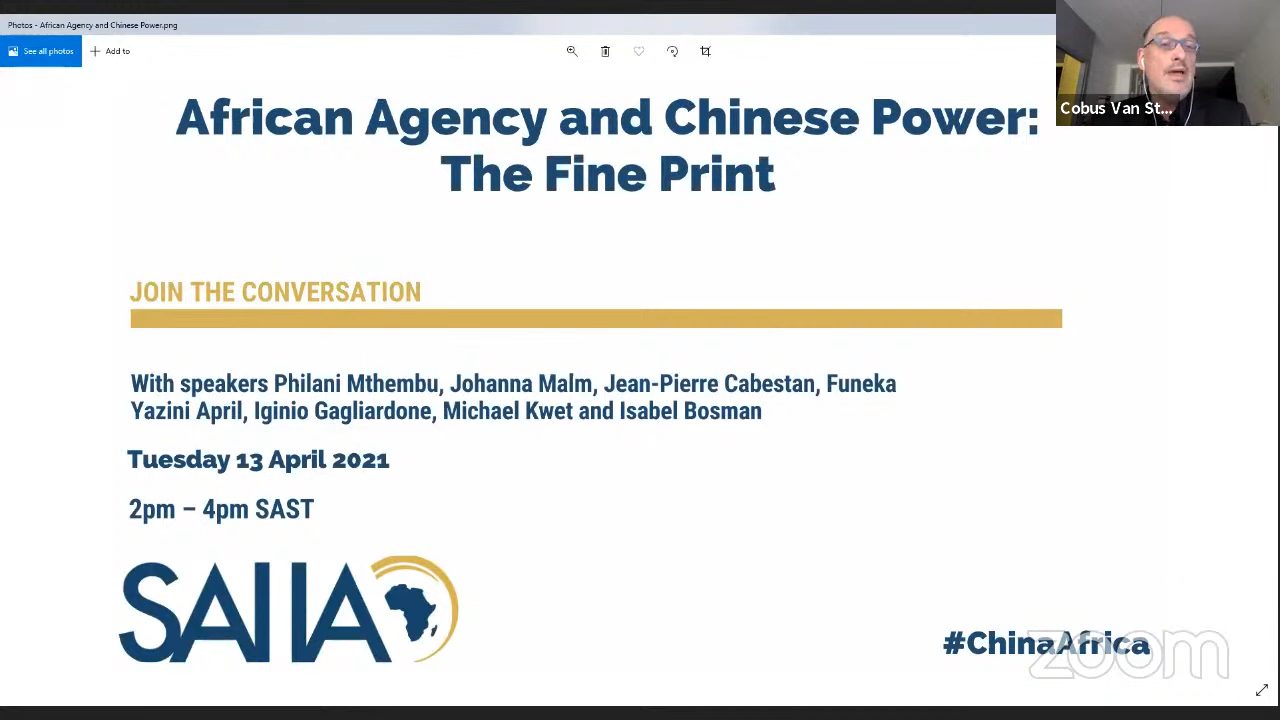 Photos - African Agency and Chinese Power.png
See all photos
Add to
Cobus Van St...
African Agency and Chinese Power:
The Fine Print
JOIN THE CONVERSATION
With speakers Philani Mthembu, Johanna Malm, Jean-Pierre Cabestan, Funeka
Yazini April, Iginio Gagliardone, Michael Kwet and Isabel Bosman
Tuesday 13 April 2021
2pm – 4pm SAST
SAIIA
#ChinaAfrica
zoom